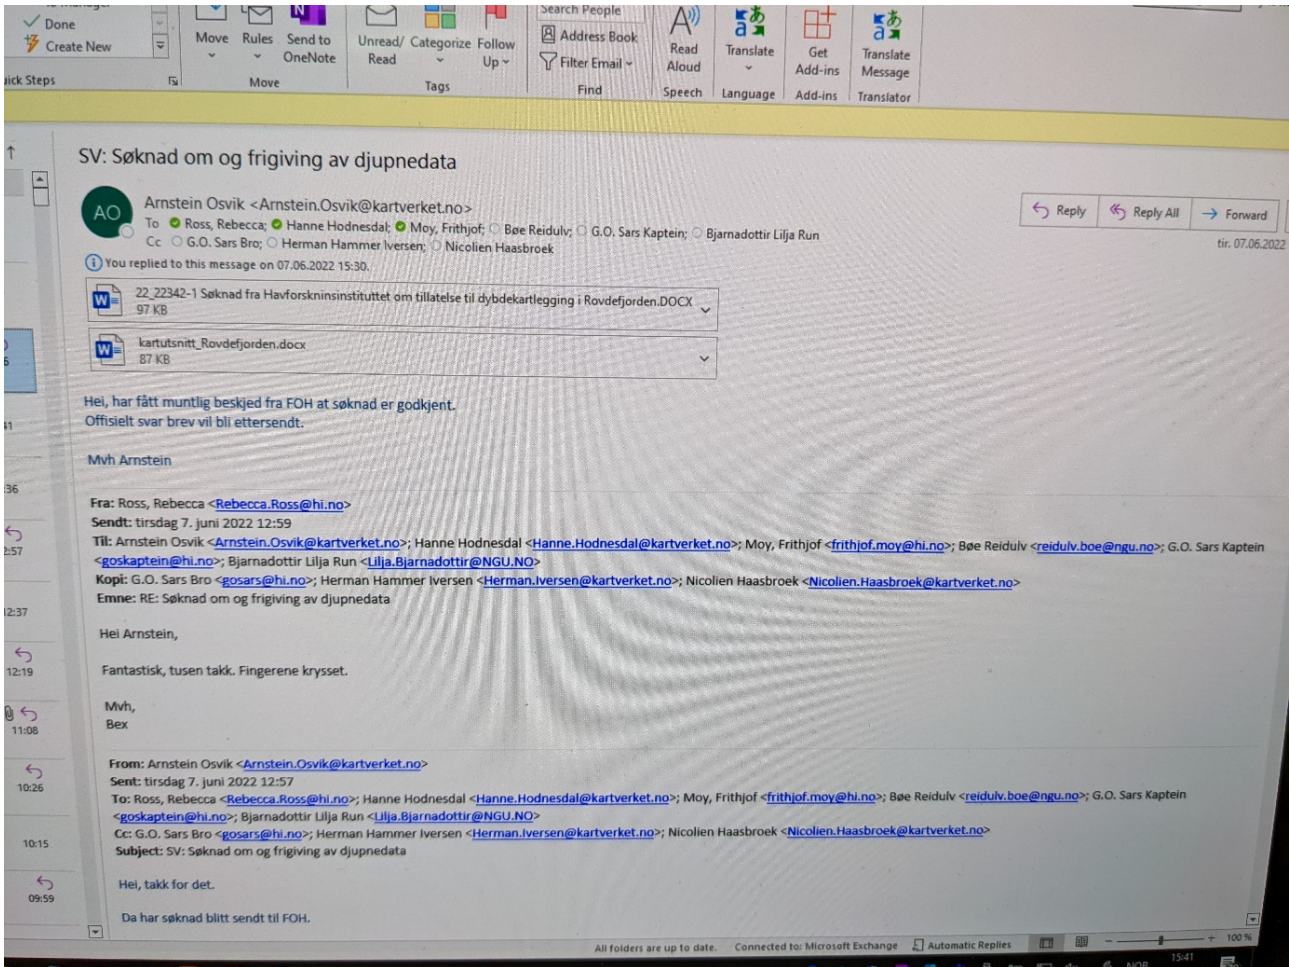 Done
Create New
Quick Steps
Move
Rules
Send to
OneNote
Move
Unread/
Read
Categorize
Follow
Up
Tags
Search People
Address Book
Filter Email
Find
Read
Aloud
Speech
Translate
Language
Get
Add-ins
Add-ins
Translate
Message
Translator
SV: Søknad om og frigiving av djupnedata
AO
Arnstein Osvik <Arnstein.Osvik@kartverket.no>
To Ross, Rebecca; Hanne Hodnesdal; Moy, Frithjof; Bøe Reidulv; G.O. Sars Kaptein; Bjarnadottir Lilja Run
Cc G.O. Sars Bro; Herman Hammer Iversen; Nicolien Haasbroek
Reply
Reply All
Forward
tir. 07.06.2022
You replied to this message on 07.06.2022 15:30.
22_22342-1 Søknad fra Havforskninsinstituttet om tillatelse til dybdekartlegging i Rovdefjorden.DOCX
97 KB
kartutsnitt_Rovdefjorden.docx
87 KB
Hei, har fått muntlig beskjed fra FOH at søknad er godkjent.
Offisielt svar brev vil bli ettersendt.
Mvh Arnstein
Fra: Ross, Rebecca <Rebecca.Ross@hi.no>
Sendt: tirsdag 7. juni 2022 12:59
Til: Arnstein Osvik <Arnstein.Osvik@kartverket.no>; Hanne Hodnesdal <Hanne.Hodnesdal@kartverket.no>; Moy, Frithjof <frithjof.moy@hi.no>; Bøe Reidulv <reidulv.boe@ngu.no>; G.O. Sars Kaptein
<goskaptein@hi.no>; Bjarnadottir Lilja Run <Lilja.Bjarnadottir@NGU.NO>
Kopi: G.O. Sars Bro <gosars@hi.no>; Herman Hammer Iversen <Herman.Iversen@kartverket.no>; Nicolien Haasbroek <Nicolien.Haasbroek@kartverket.no>
Emne: RE: Søknad om og frigiving av djupnedata
Hei Arnstein,
Fantastisk, tusen takk. Fingerene krysset.
Mvh,
Bex
From: Arnstein Osvik <Arnstein.Osvik@kartverket.no>
Sent: tirsdag 7. juni 2022 12:57
To: Ross, Rebecca <Rebecca.Ross@hi.no>; Hanne Hodnesdal <Hanne.Hodnesdal@kartverket.no>; Moy, Frithjof <frithjof.moy@hi.no>; Bøe Reidulv <reidulv.boe@ngu.no>; G.O. Sars Kaptein
<goskaptein@hi.no>; Bjarnadottir Lilja Run <Lilja.Bjarnadottir@NGU.NO>
Cc: G.O. Sars Bro <gosars@hi.no>; Herman Hammer Iversen <Herman.Iversen@kartverket.no>; Nicolien Haasbroek <Nicolien.Haasbroek@kartverket.no>
Subject: SV: Søknad om og frigiving av djupnedata
Hei, takk for det.
Da har søknad blitt sendt til FOH.
:36
2:57
12:37
12:19
11:08
10:26
10:15
09:59
All folders are up to date.
Connected to: Microsoft Exchange
Automatic Replies
100 %
NOR
15:41